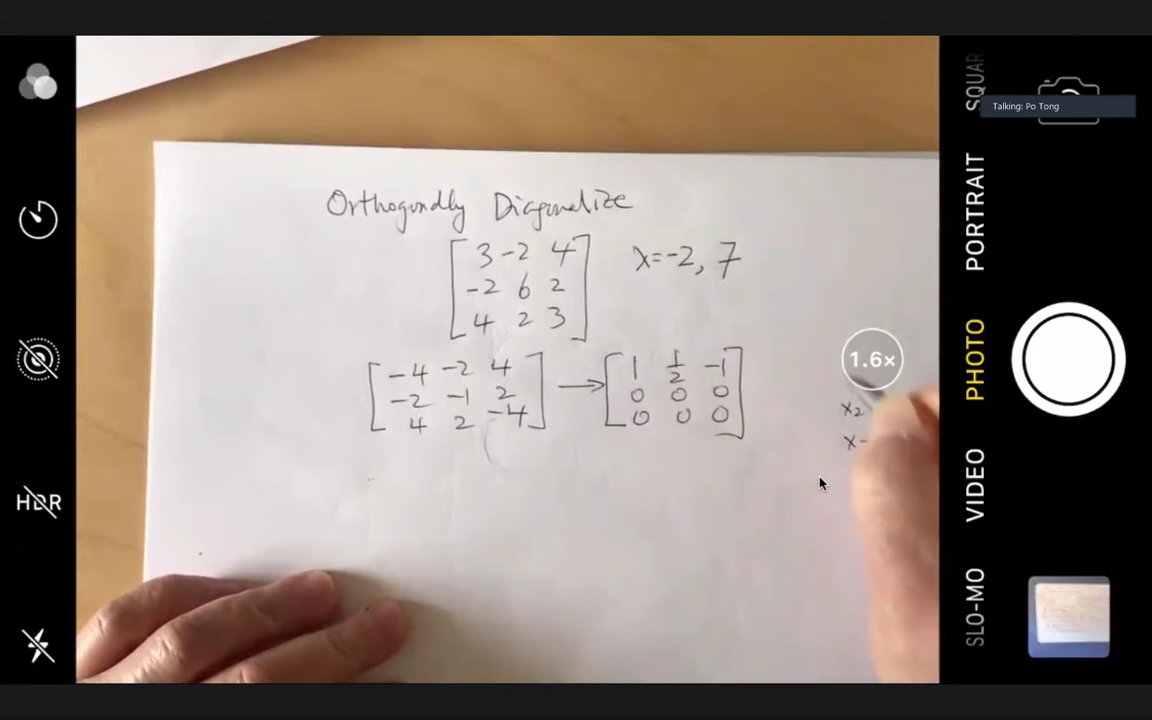 Talking: Po Tong
Orthogondly Diagonalize
3 -2 4
-2 6 2
4 2 3
λ=-2, 7
-4 -2 4
-2 -1 2
4 2 -4
→
1 1/2 -1
0 0 0
0 0 0
x2
x-
1.6x
HDR
SQUAR
PORTRAIT
PHOTO
VIDEO
SLO-MO